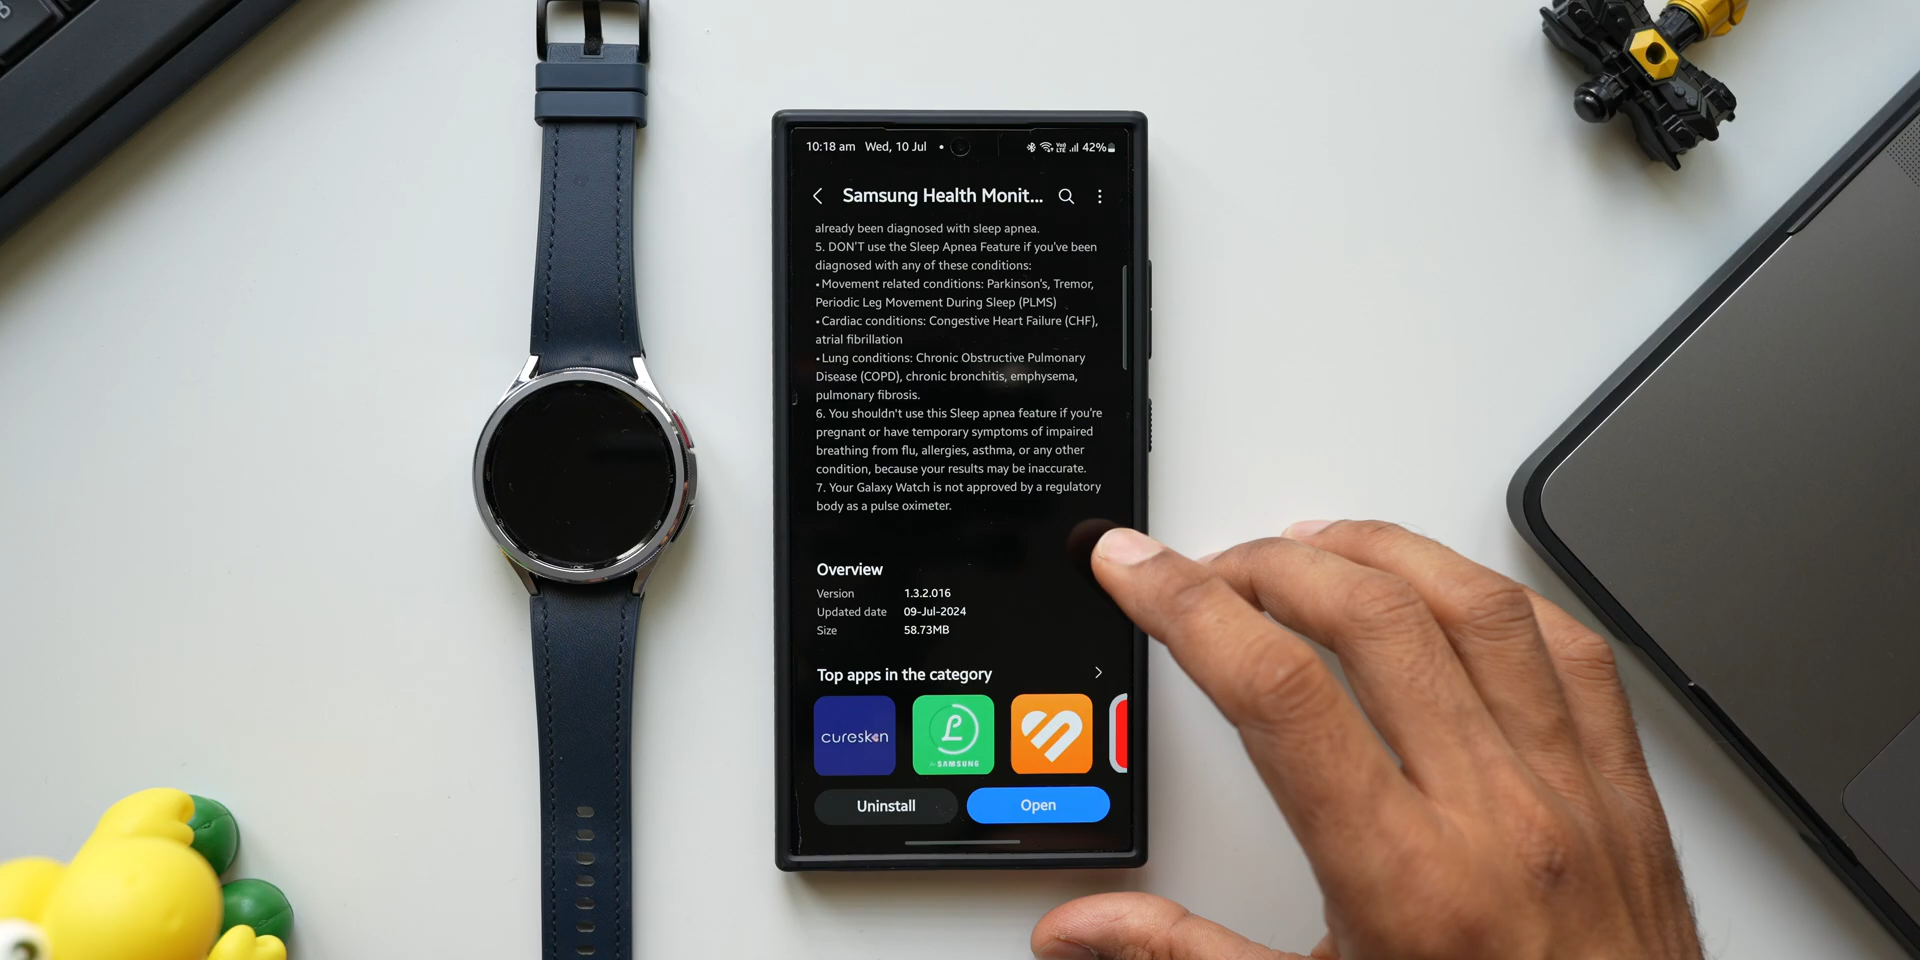 10:18 am Wed, 10 Jul • 42%
Samsung Health Monit...
already been diagnosed with sleep apnea.
5. DON'T use the Sleep Apnea Feature if you've been
diagnosed with any of these conditions:
•Movement related conditions: Parkinson's, Tremor,
Periodic Leg Movement During Sleep (PLMS)
•Cardiac conditions: Congestive Heart Failure (CHF),
atrial fibrillation
•Lung conditions: Chronic Obstructive Pulmonary
Disease (COPD), chronic bronchitis, emphysema,
pulmonary fibrosis.
6. You shouldn't use this Sleep apnea feature if you're
pregnant or have temporary symptoms of impaired
breathing from flu, allergies, asthma, or any other
condition, because your results may be inaccurate.
7. Your Galaxy Watch is not approved by a regulatory
body as a pulse oximeter.
Overview
Version 1.3.2.016
Updated date 09-Jul-2024
Size 58.73MB
Top apps in the category
cureskin
SAMSUNG
Uninstall Open